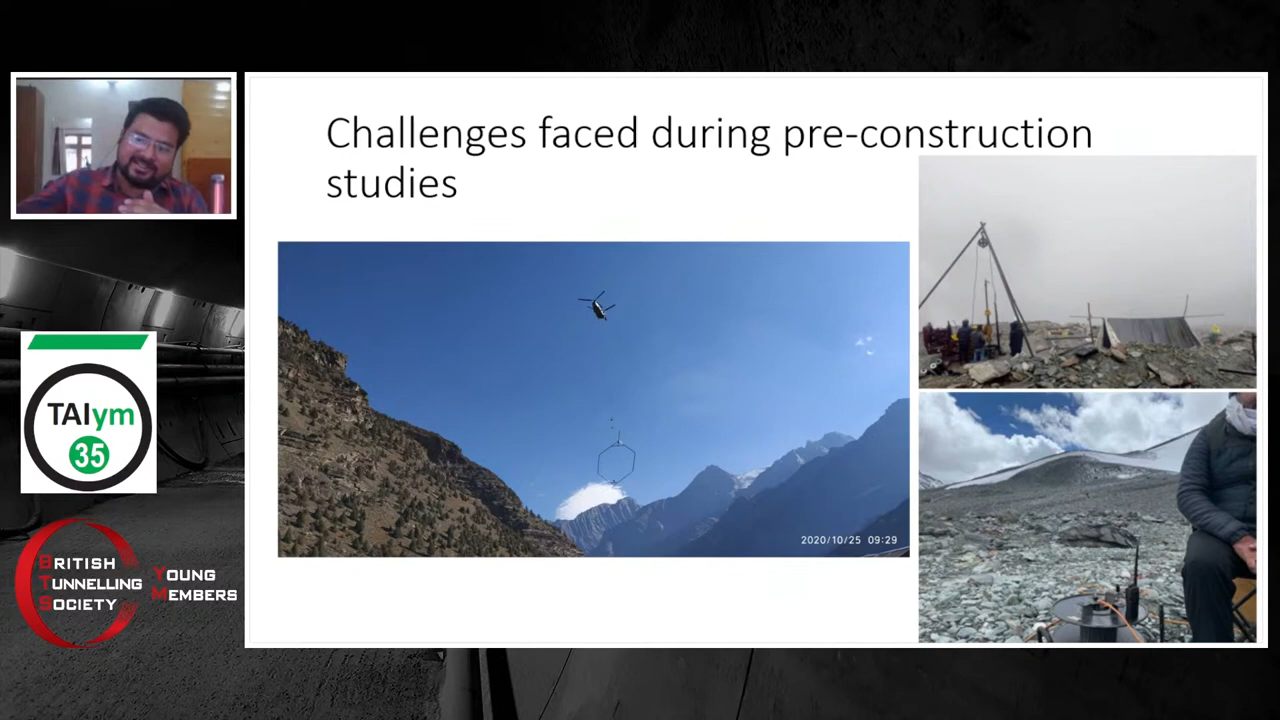 Challenges faced during pre-construction
studies
2020/10/25 09:29
TAIym
35
BRITISH
TUNNELLING
SOCIETY
YOUNG
MEMBERS